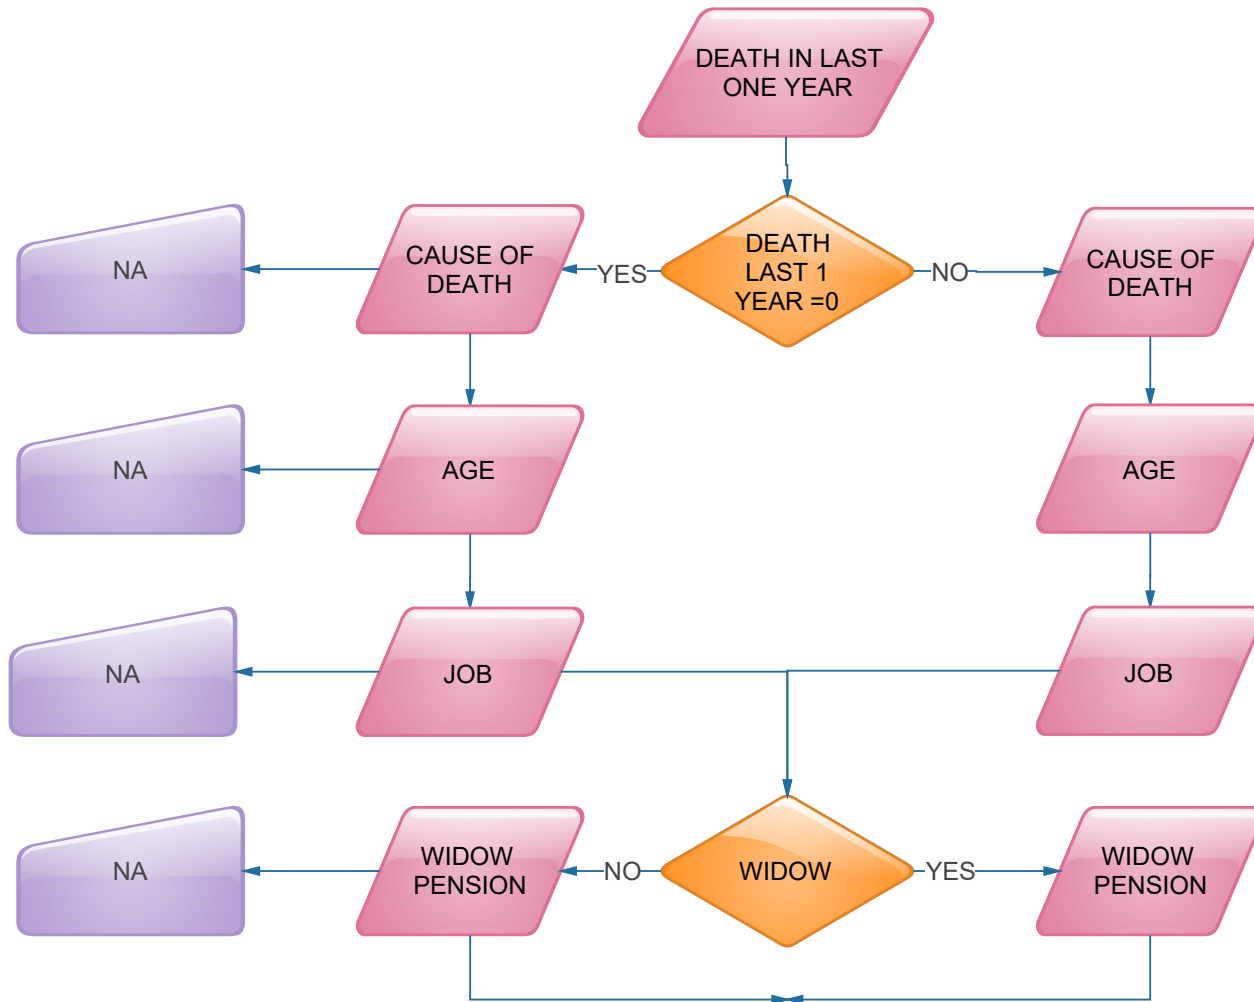 DEATH IN LAST
ONE YEAR
NA
CAUSE OF
DEATH
YES
DEATH
LAST 1
YEAR =0
NO
CAUSE OF
DEATH
NA
AGE
AGE
NA
JOB
JOB
NA
WIDOW
PENSION
NO
WIDOW
YES
WIDOW
PENSION